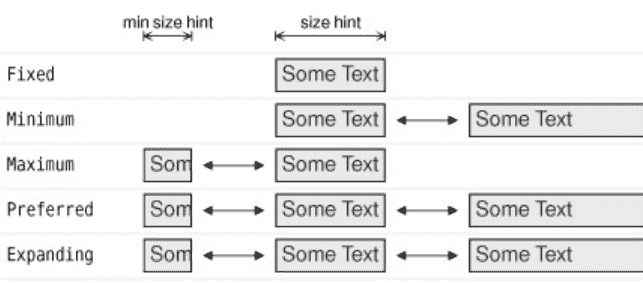 min size hint size hint
Fixed Some Text
Minimum Some Text Some Text
Maximum Som Some Text
Preferred Som Some Text Some Text
Expanding Som Some Text Some Text